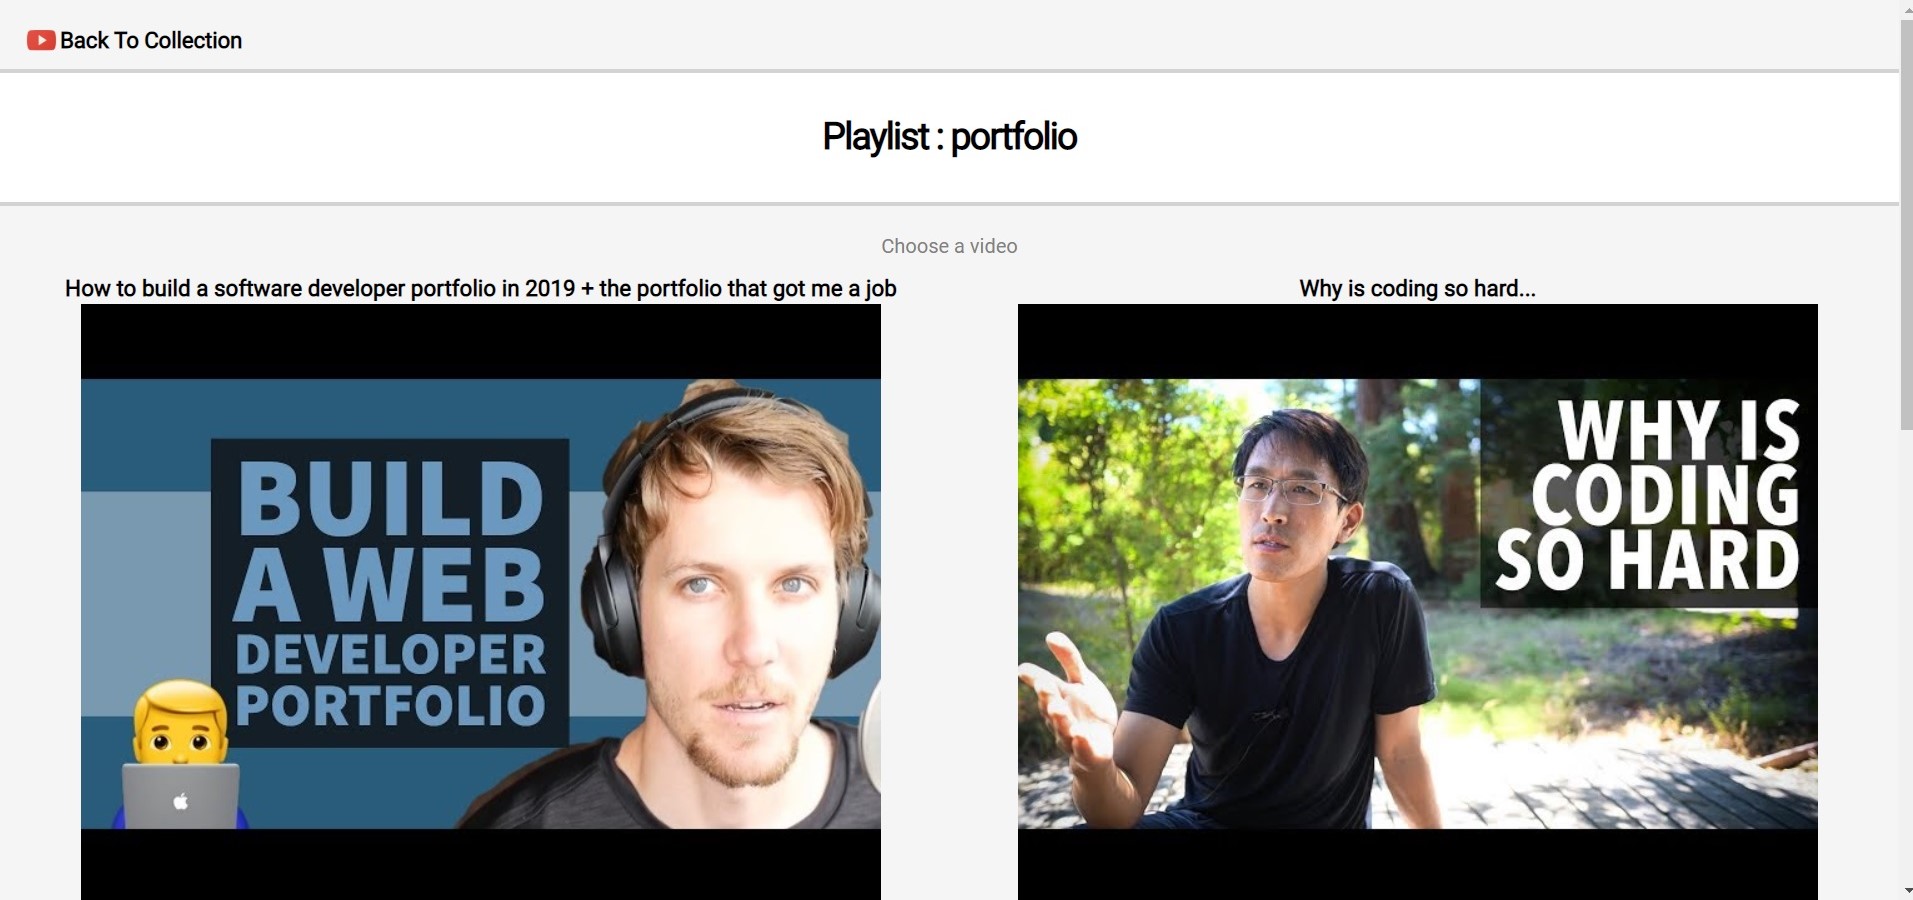 Back To Collection
Playlist : portfolio
Choose a video
How to build a software developer portfolio in 2019 + the portfolio that got me a job
BUILD
A WEB
DEVELOPER
PORTFOLIO
Why is coding so hard...
WHY IS
CODING
SO HARD